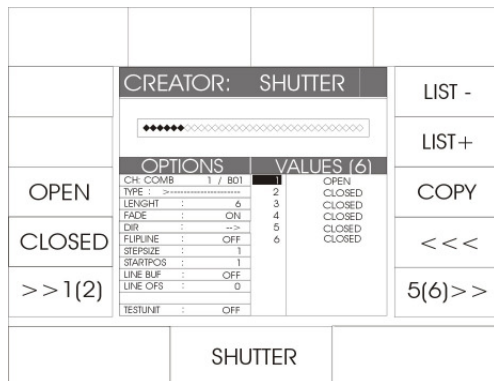 CREATOR: SHUTTER
LIST -
LIST+
OPTIONS VALUES (6)
CH: COMB 1 / B01 1 OPEN
TYPE : >---------------------- 2 CLOSED
OPEN LENGHT : 6 3 CLOSED COPY
FADE : ON 4 CLOSED
DIR : --> 5 CLOSED
CLOSED FLIPLINE : OFF 6 CLOSED <<<
STEPSIZE : 1
STARTPOS : 1
>>1(2) LINE BUF : OFF 5(6)>>
LINE OFS : 0
TESTUNIT : OFF
SHUTTER